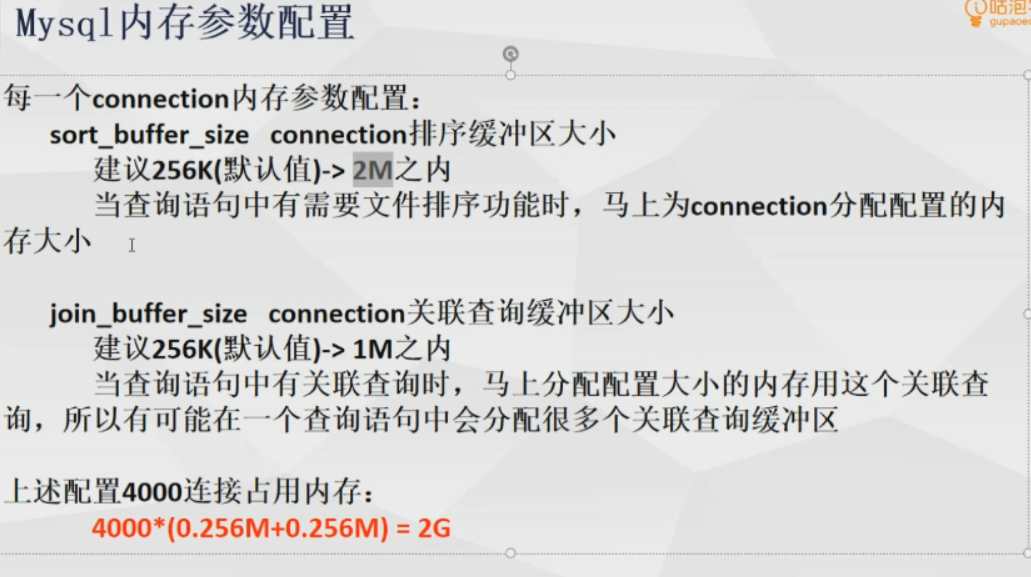 Mysql内存参数配置
咕泡
gupaoe
每一个connection内存参数配置：
sort_buffer_size connection排序缓冲区大小
建议256K(默认值)-> 2M之内
当查询语句中有需要文件排序功能时，马上为connection分配配置的内
存大小
join_buffer_size connection关联查询缓冲区大小
建议256K(默认值)-> 1M之内
当查询语句中有关联查询时，马上分配配置大小的内存用这个关联查
询，所以有可能在一个查询语句中会分配很多个关联查询缓冲区
上述配置4000连接占用内存：
4000*(0.256M+0.256M) = 2G